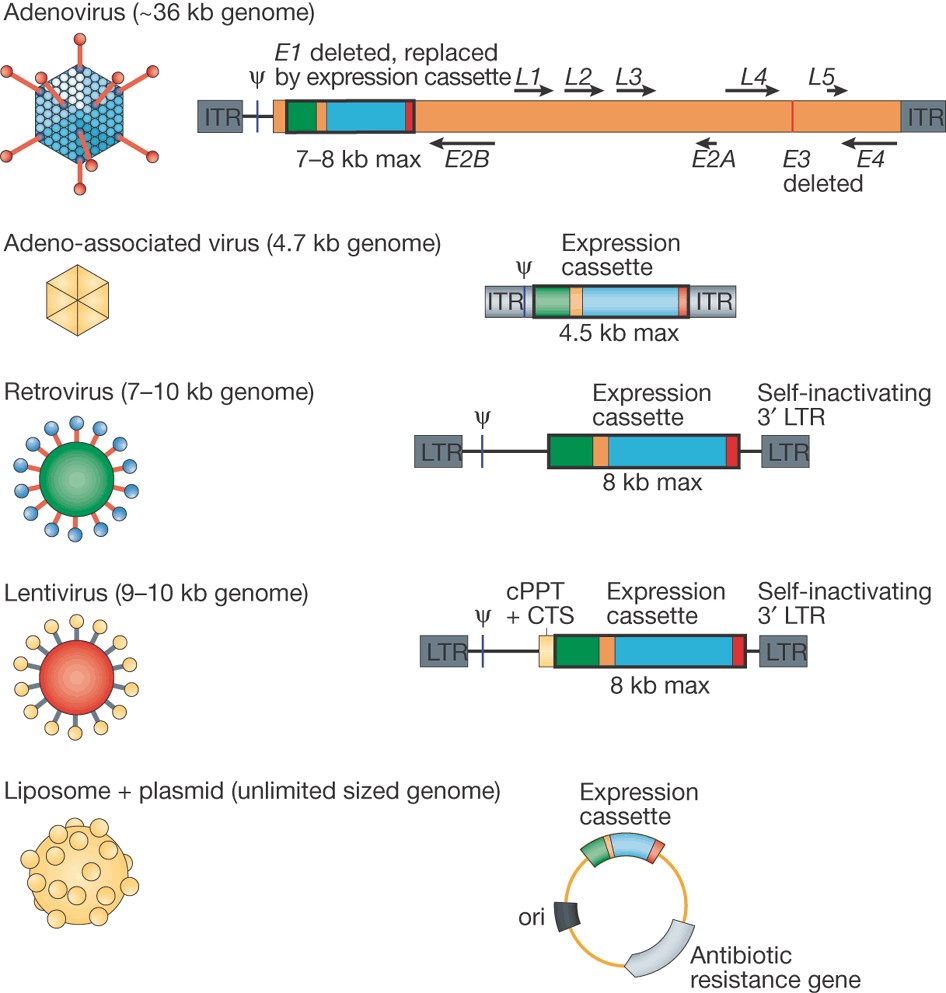 Adenovirus (~36 kb genome)
E1 deleted, replaced
by expression cassette
ψ
L1
L2
L3
L4
L5
ITR
ITR
7–8 kb max
E2B
E2A
E3
deleted
E4
Adeno-associated virus (4.7 kb genome)
Expression
cassette
ψ
ITR
ITR
4.5 kb max
Retrovirus (7–10 kb genome)
Expression
cassette
Self-inactivating
3′ LTR
ψ
LTR
LTR
8 kb max
Lentivirus (9–10 kb genome)
cPPT
+ CTS
Expression
cassette
Self-inactivating
3′ LTR
ψ
LTR
LTR
8 kb max
Liposome + plasmid (unlimited sized genome)
Expression
cassette
ori
Antibiotic
resistance gene